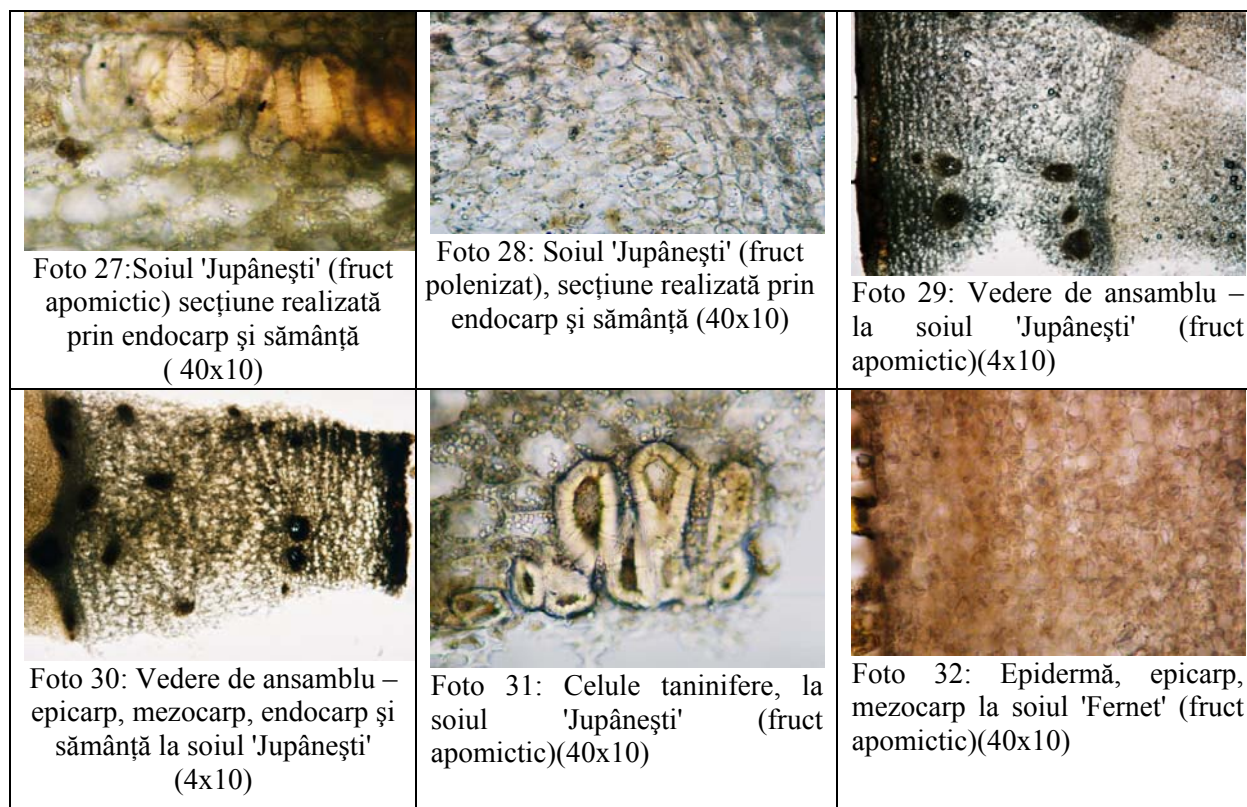 Foto 27:Soiul 'Jupâneşti' (fruct
apomictic) secţiune realizată
prin endocarp şi sămânţă
( 40x10)
Foto 28: Soiul 'Jupâneşti' (fruct
polenizat), secţiune realizată prin
endocarp şi sămânţă (40x10)
Foto 29: Vedere de ansamblu –
la soiul 'Jupâneşti' (fruct
apomictic)(4x10)
Foto 30: Vedere de ansamblu –
epicarp, mezocarp, endocarp şi
sămânţă la soiul 'Jupâneşti'
(4x10)
Foto 31: Celule taninifere, la
soiul 'Jupâneşti' (fruct
apomictic)(40x10)
Foto 32: Epidermă, epicarp,
mezocarp la soiul 'Fernet' (fruct
apomictic)(40x10)